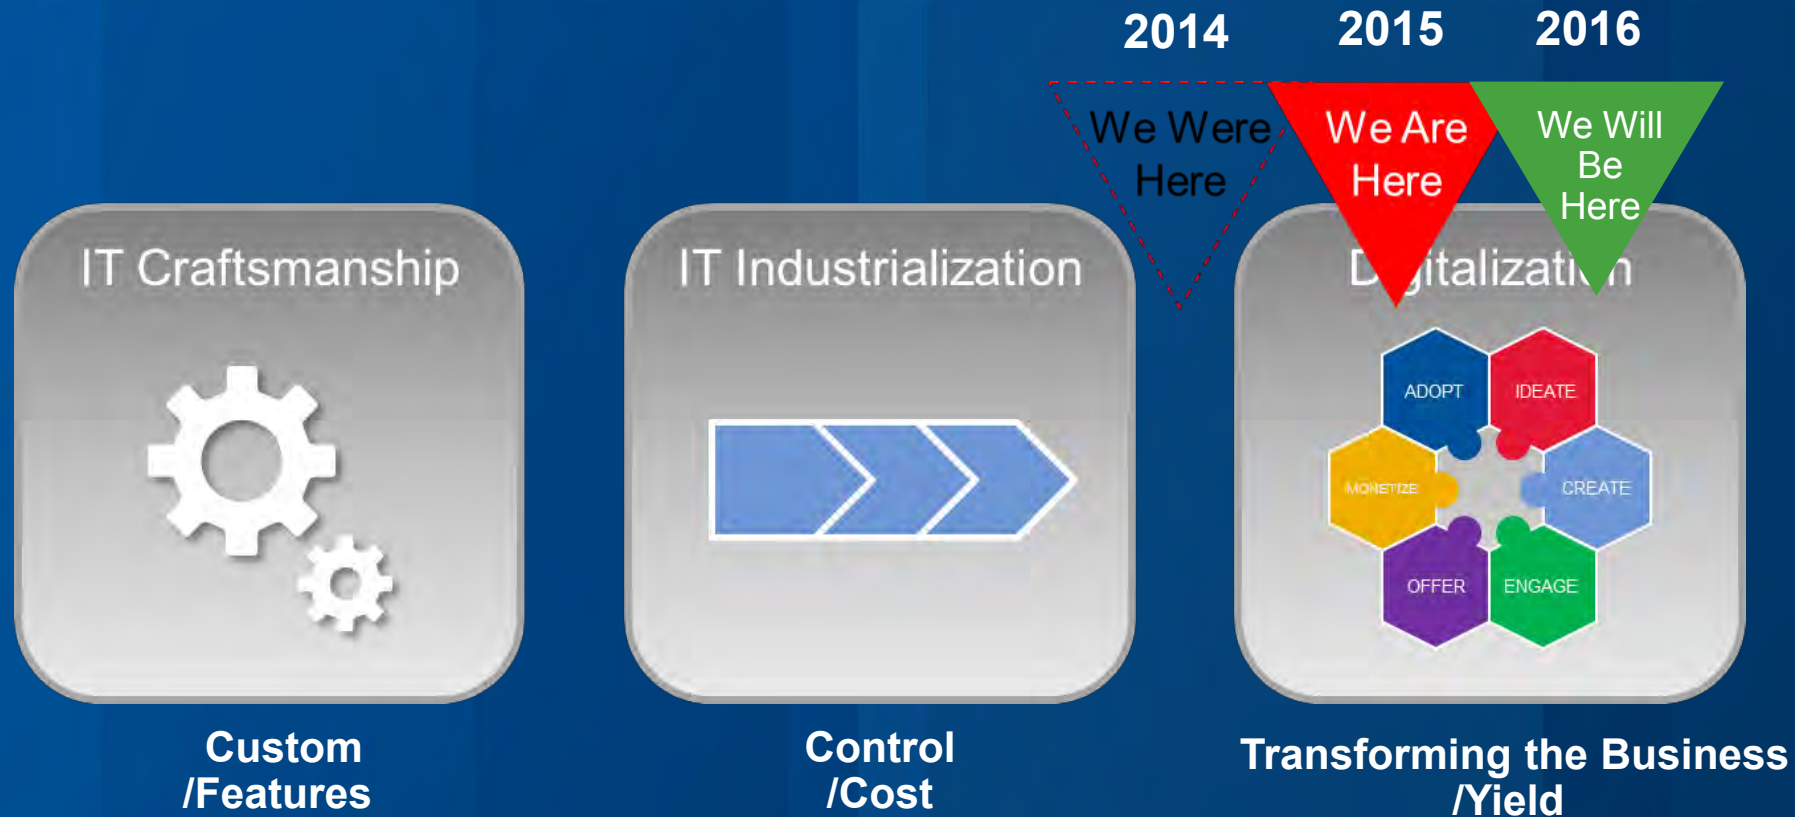 2014
2015
2016
We Were
Here
We Are
Here
We Will
Be
Here
IT Craftsmanship
IT Industrialization
Digitalization
ADOPT
IDEATE
MONETIZE
CREATE
OFFER
ENGAGE
Custom
/Features
Control
/Cost
Transforming the Business
/Yield